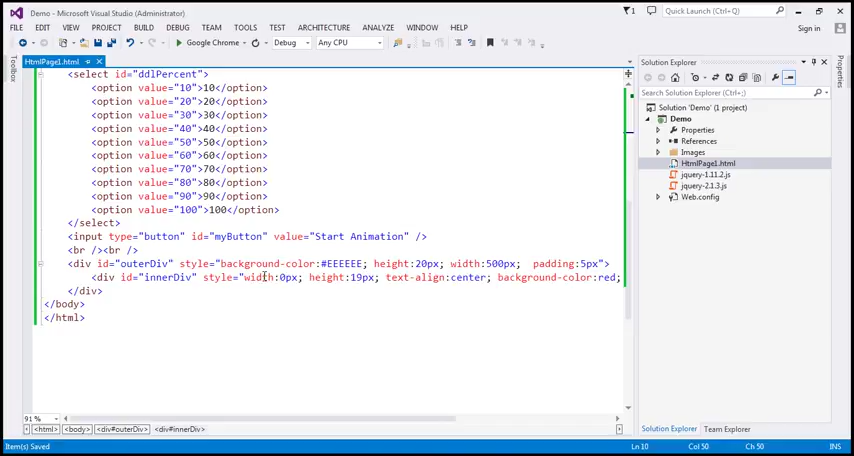 Demo - Microsoft Visual Studio (Administrator)
1
Quick Launch (Ctrl+Q)
FILE EDIT VIEW PROJECT BUILD DEBUG TEAM TOOLS TEST ARCHITECTURE ANALYZE WINDOW HELP
Sign in
Google Chrome Debug Any CPU
Toolbox
HtmlPage1.html
<select id="ddlPercent">
<option value="10">10</option>
<option value="20">20</option>
<option value="30">30</option>
<option value="40">40</option>
<option value="50">50</option>
<option value="60">60</option>
<option value="70">70</option>
<option value="80">80</option>
<option value="90">90</option>
<option value="100">100</option>
</select>
<input type="button" id="myButton" value="Start Animation" />
<br /><br />
<div id="outerDiv" style="background-color:#EEEEEE; height:20px; width:500px; padding:5px">
<div id="innerDiv" style="width:0px; height:19px; text-align:center; background-color:red;
</div>
</body>
</html>
91 %
<html> <body> <div#outerDiv> <div#innerDiv>
Solution Explorer
Search Solution Explorer (Ctrl+;)
Solution 'Demo' (1 project)
Demo
Properties
References
Images
HtmlPage1.html
jquery-1.11.2.js
jquery-2.1.3.js
Web.config
Solution Explorer Team Explorer
Properties
Item(s) Saved Ln 10 Col 50 Ch 50